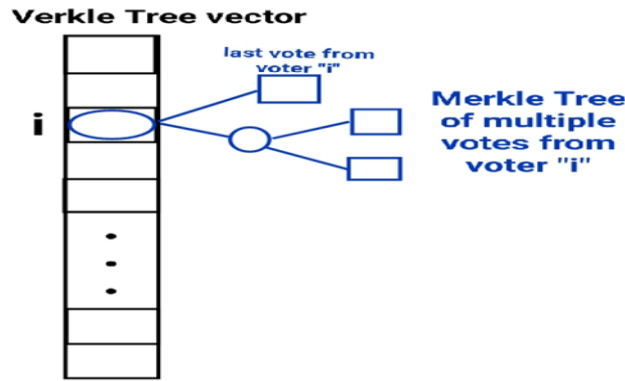 Verkle Tree vector
last vote from
voter "i"
i
Merkle Tree
of multiple
votes from
voter "i"